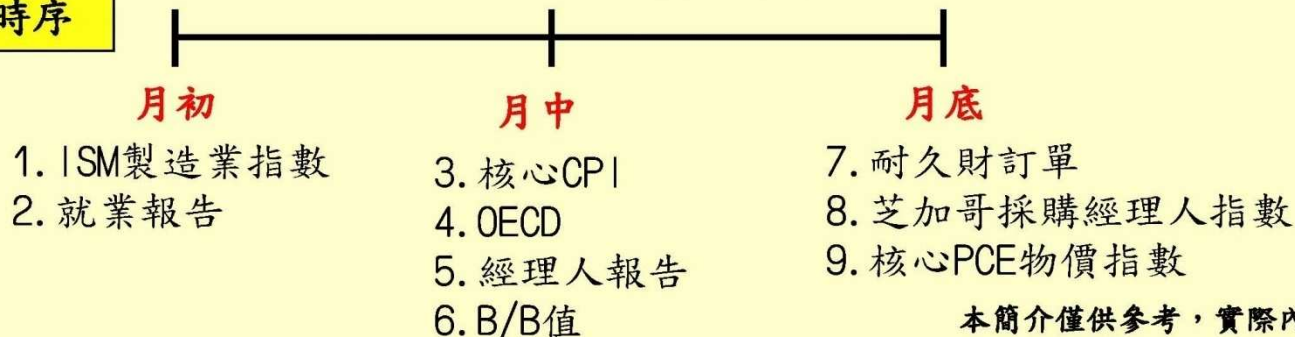 時序
月初
1. ISM製造業指數
2. 就業報告
月中
3. 核心CPI
4. OECD
5. 經理人報告
6. B/B值
月底
7. 耐久財訂單
8. 芝加哥採購經理人指數
9. 核心PCE物價指數
本簡介僅供參考，實際